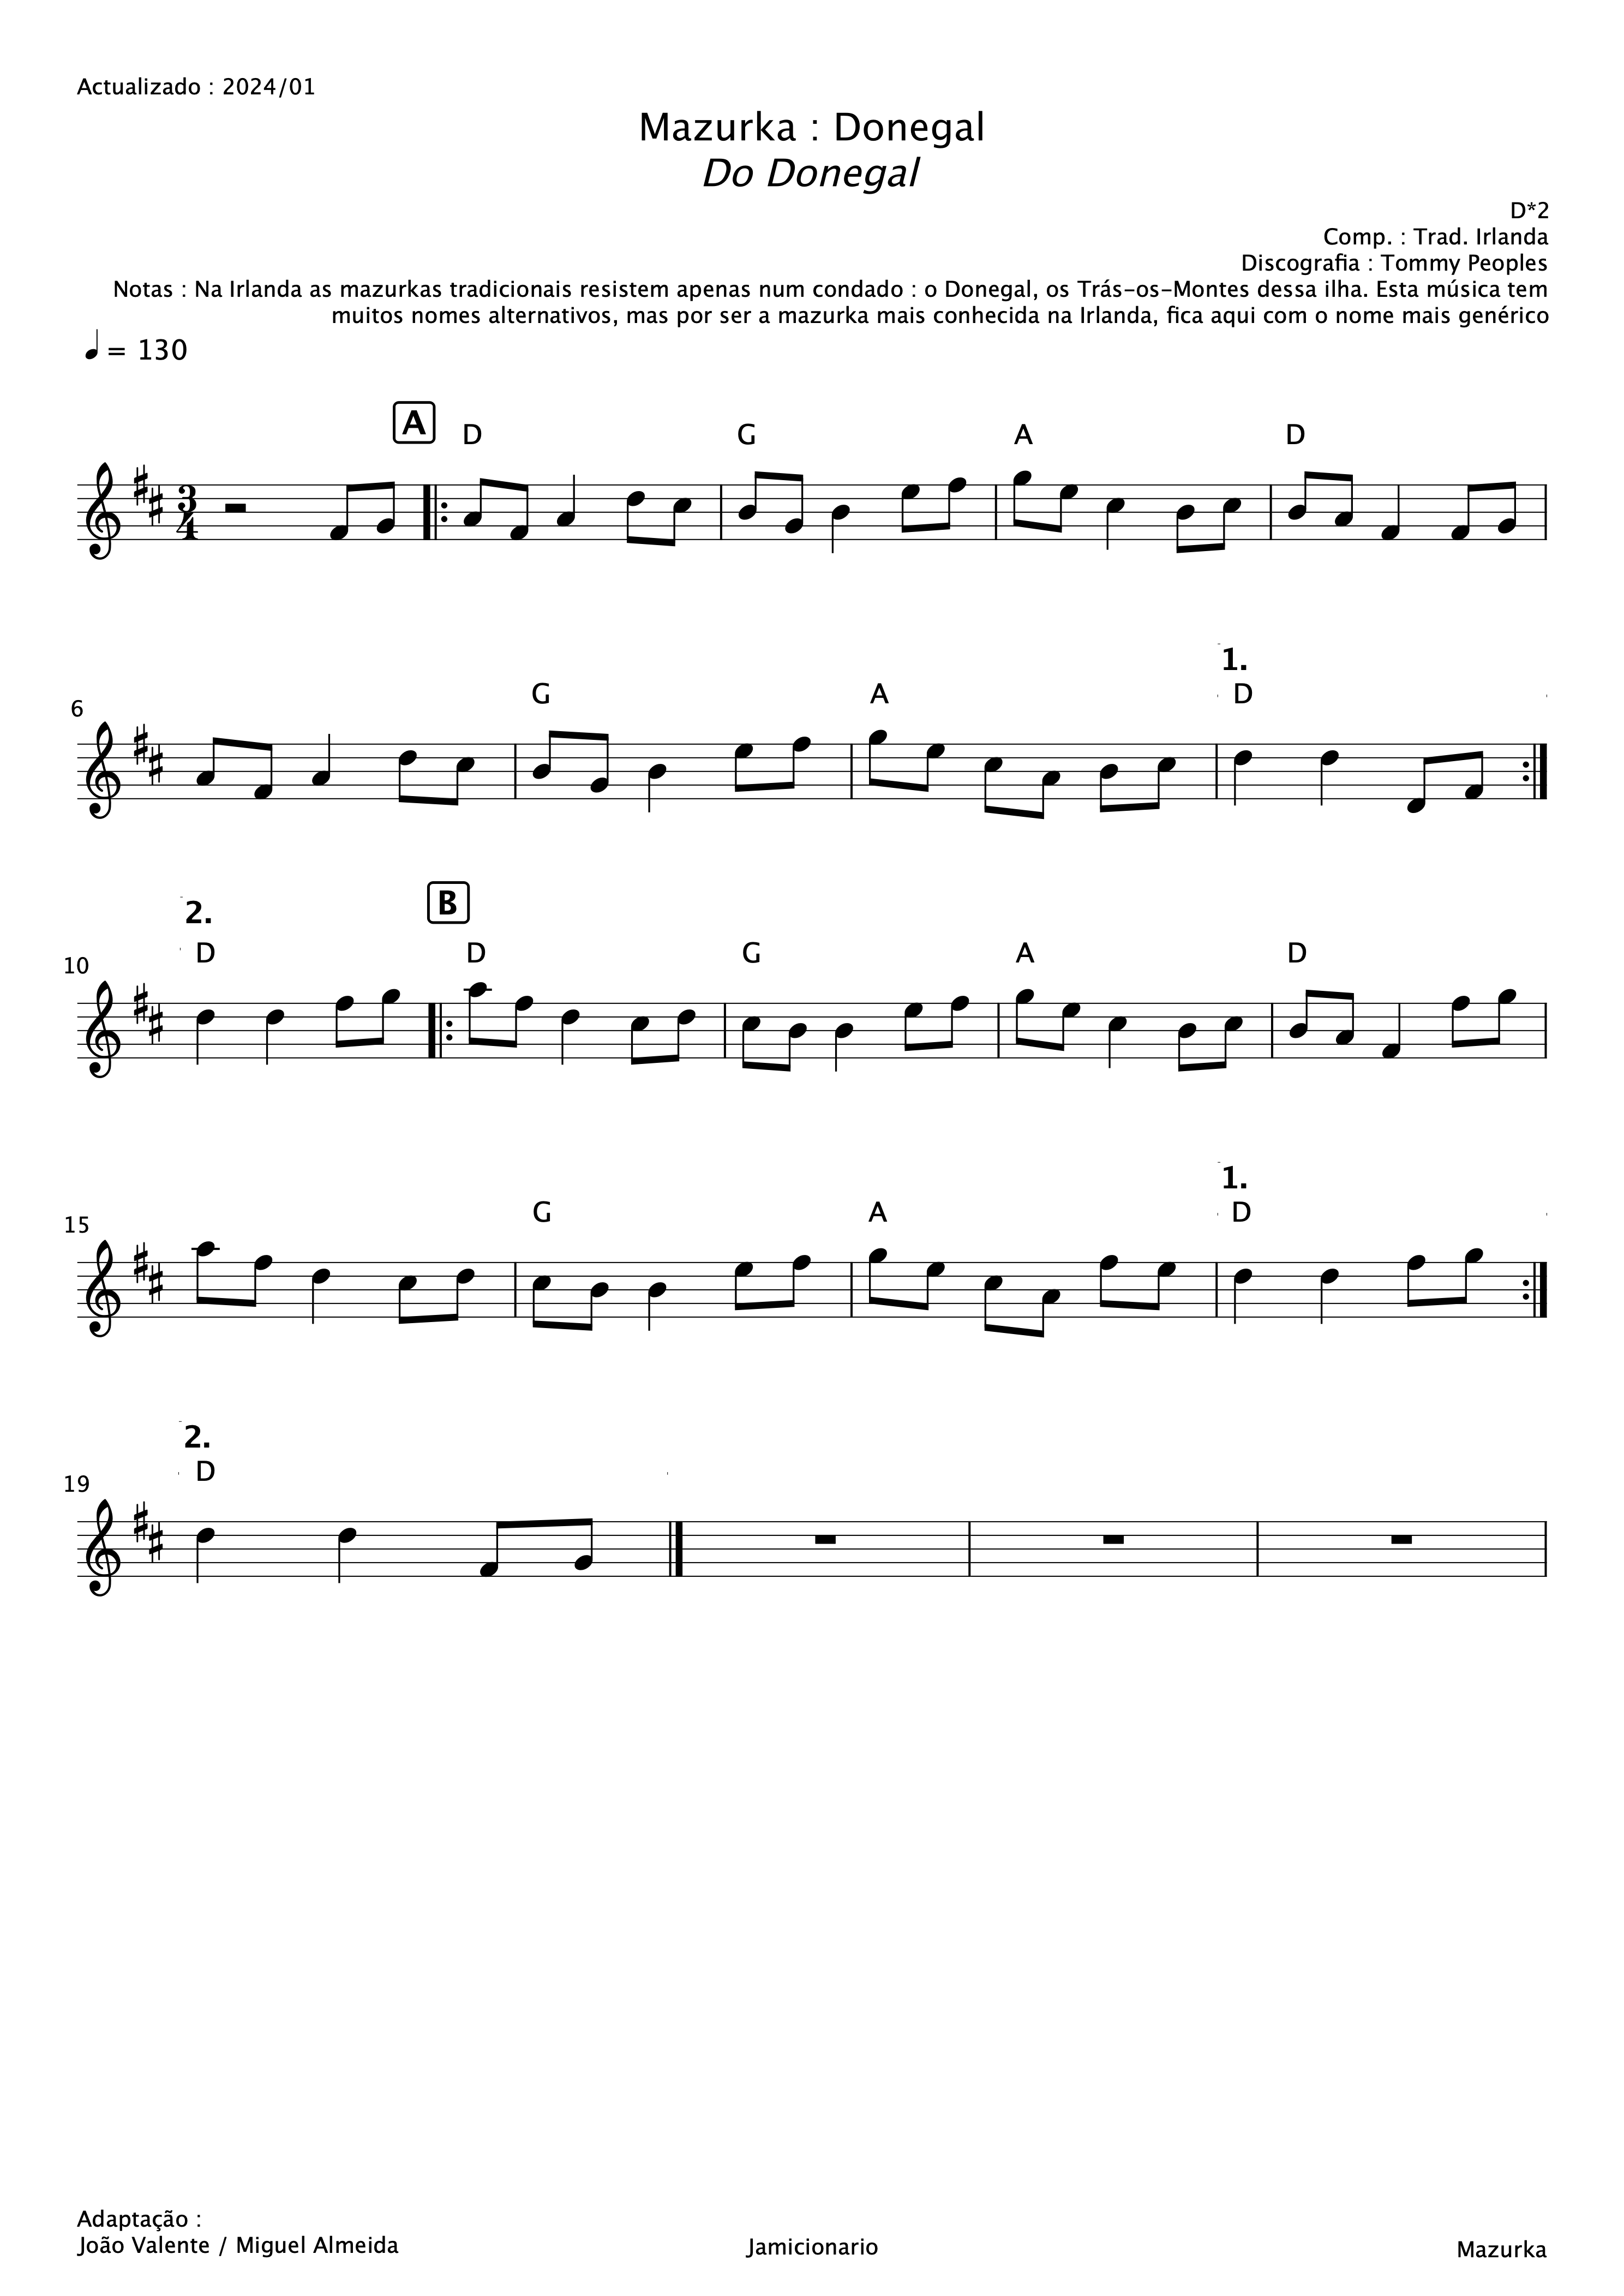 Actualizado : 2024/01
Mazurka : Donegal
Do Donegal
D*2
Comp. : Trad. Irlanda
Discografia : Tommy Peoples
Notas : Na Irlanda as mazurkas tradicionais resistem apenas num condado : o Donegal, os Trás-os-Montes dessa ilha. Esta música tem
muitos nomes alternativos, mas por ser a mazurka mais conhecida na Irlanda, fica aqui com o nome mais genérico
= 130
A D G A D
3
4
1.
6 G A D
2. B
10 D D G A D
1.
15 G A D
2.
19 D
Adaptação :
João Valente / Miguel Almeida Jamicionario Mazurka